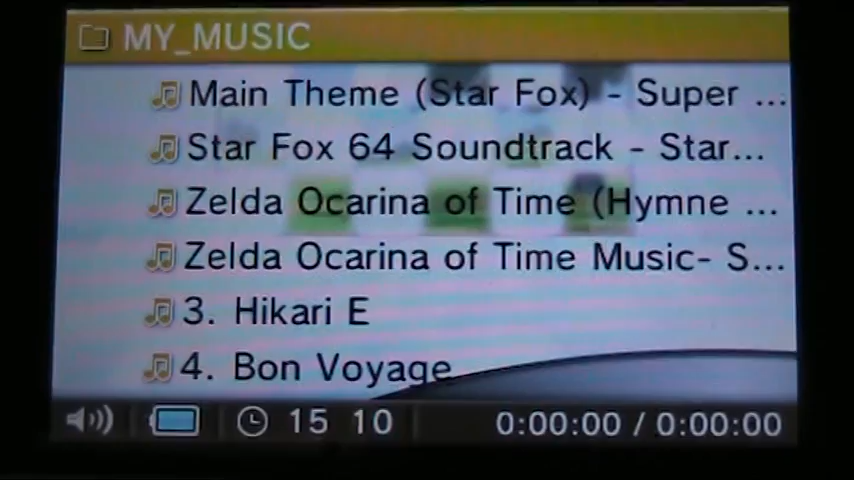 MY_MUSIC
Main Theme (Star Fox) - Super ...
Star Fox 64 Soundtrack - Star...
Zelda Ocarina of Time (Hymne ...
Zelda Ocarina of Time Music- S...
3. Hikari E
4. Bon Voyage
15 10 0:00:00 / 0:00:00